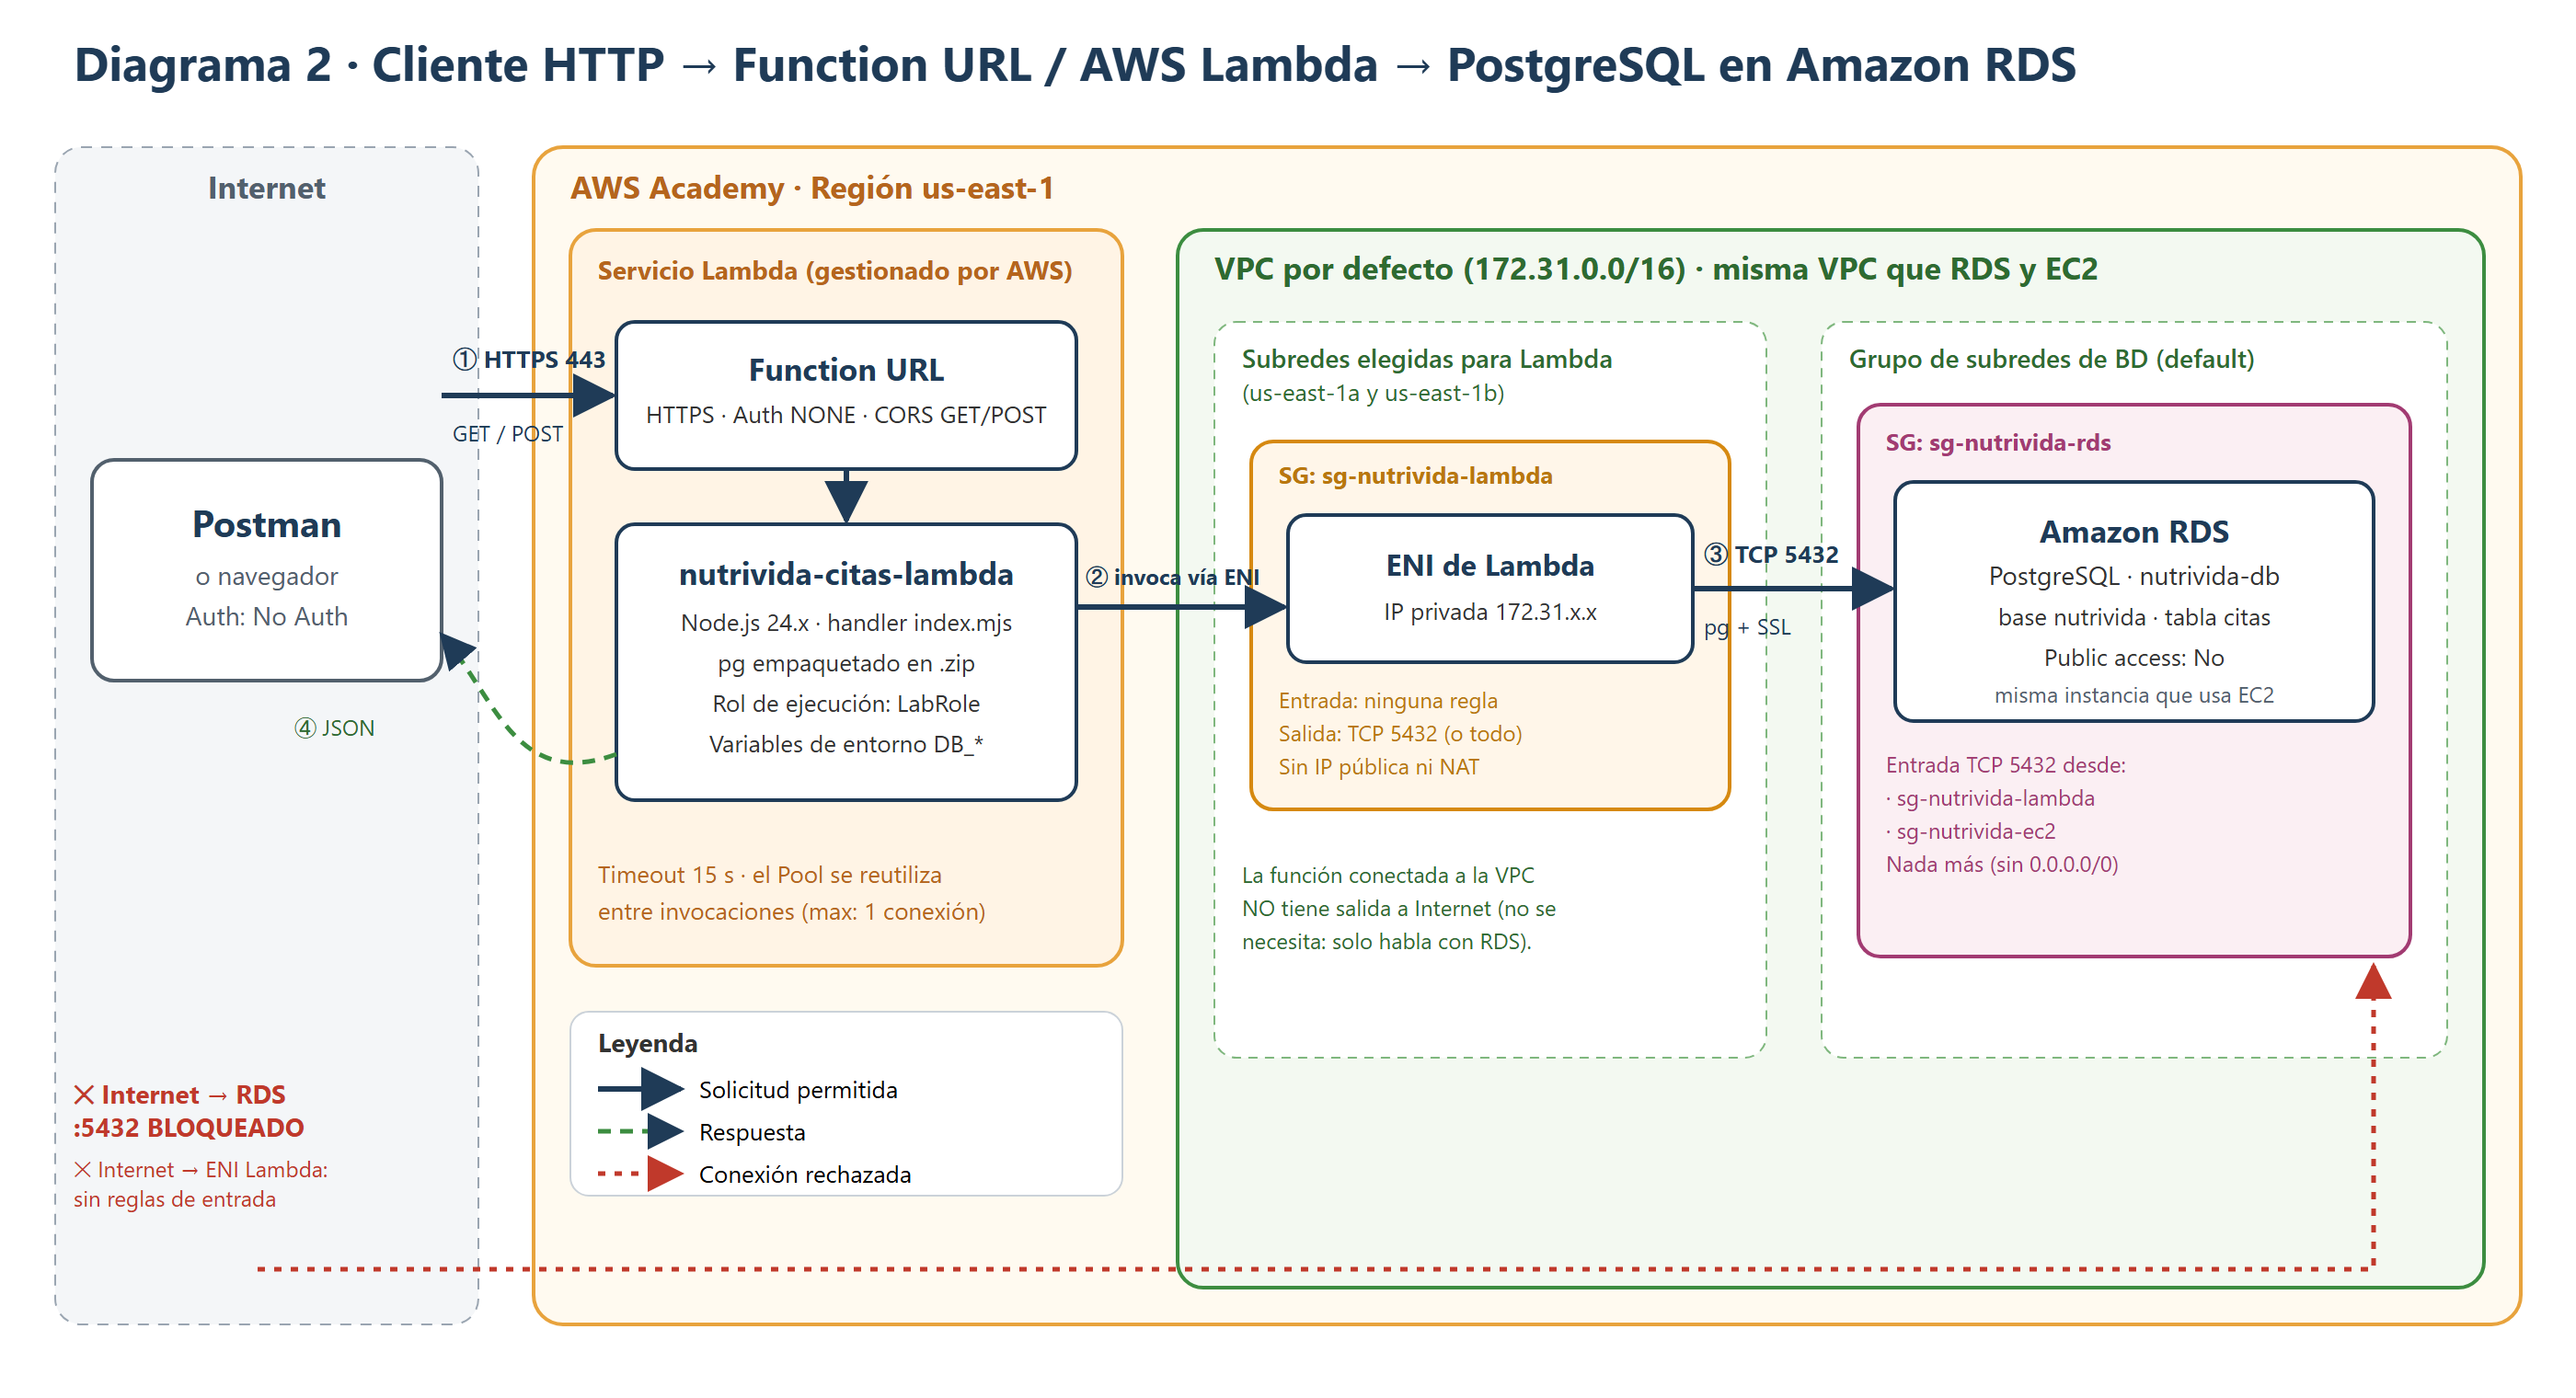 Diagrama 2 · Cliente HTTP → Function URL / AWS Lambda → PostgreSQL en Amazon RDS
Internet
① HTTPS 443
GET / POST
Postman
o navegador
Auth: No Auth
④ JSON
✕ Internet → RDS
:5432 BLOQUEADO
✕ Internet → ENI Lambda:
sin reglas de entrada
AWS Academy · Región us-east-1
Servicio Lambda (gestionado por AWS)
Function URL
HTTPS · Auth NONE · CORS GET/POST
nutrivida-citas-lambda
Node.js 24.x · handler index.mjs
pg empaquetado en .zip
Rol de ejecución: LabRole
Variables de entorno DB_*
Timeout 15 s · el Pool se reutiliza
entre invocaciones (max: 1 conexión)
② invoca vía ENI
Leyenda
Solicitud permitida
Respuesta
Conexión rechazada
VPC por defecto (172.31.0.0/16) · misma VPC que RDS y EC2
Subredes elegidas para Lambda
(us-east-1a y us-east-1b)
SG: sg-nutrivida-lambda
ENI de Lambda
IP privada 172.31.x.x
Entrada: ninguna regla
Salida: TCP 5432 (o todo)
Sin IP pública ni NAT
La función conectada a la VPC
NO tiene salida a Internet (no se
necesita: solo habla con RDS).
③ TCP 5432
pg + SSL
Grupo de subredes de BD (default)
SG: sg-nutrivida-rds
Amazon RDS
PostgreSQL · nutrivida-db
base nutrivida · tabla citas
Public access: No
misma instancia que usa EC2
Entrada TCP 5432 desde:
· sg-nutrivida-lambda
· sg-nutrivida-ec2
Nada más (sin 0.0.0.0/0)